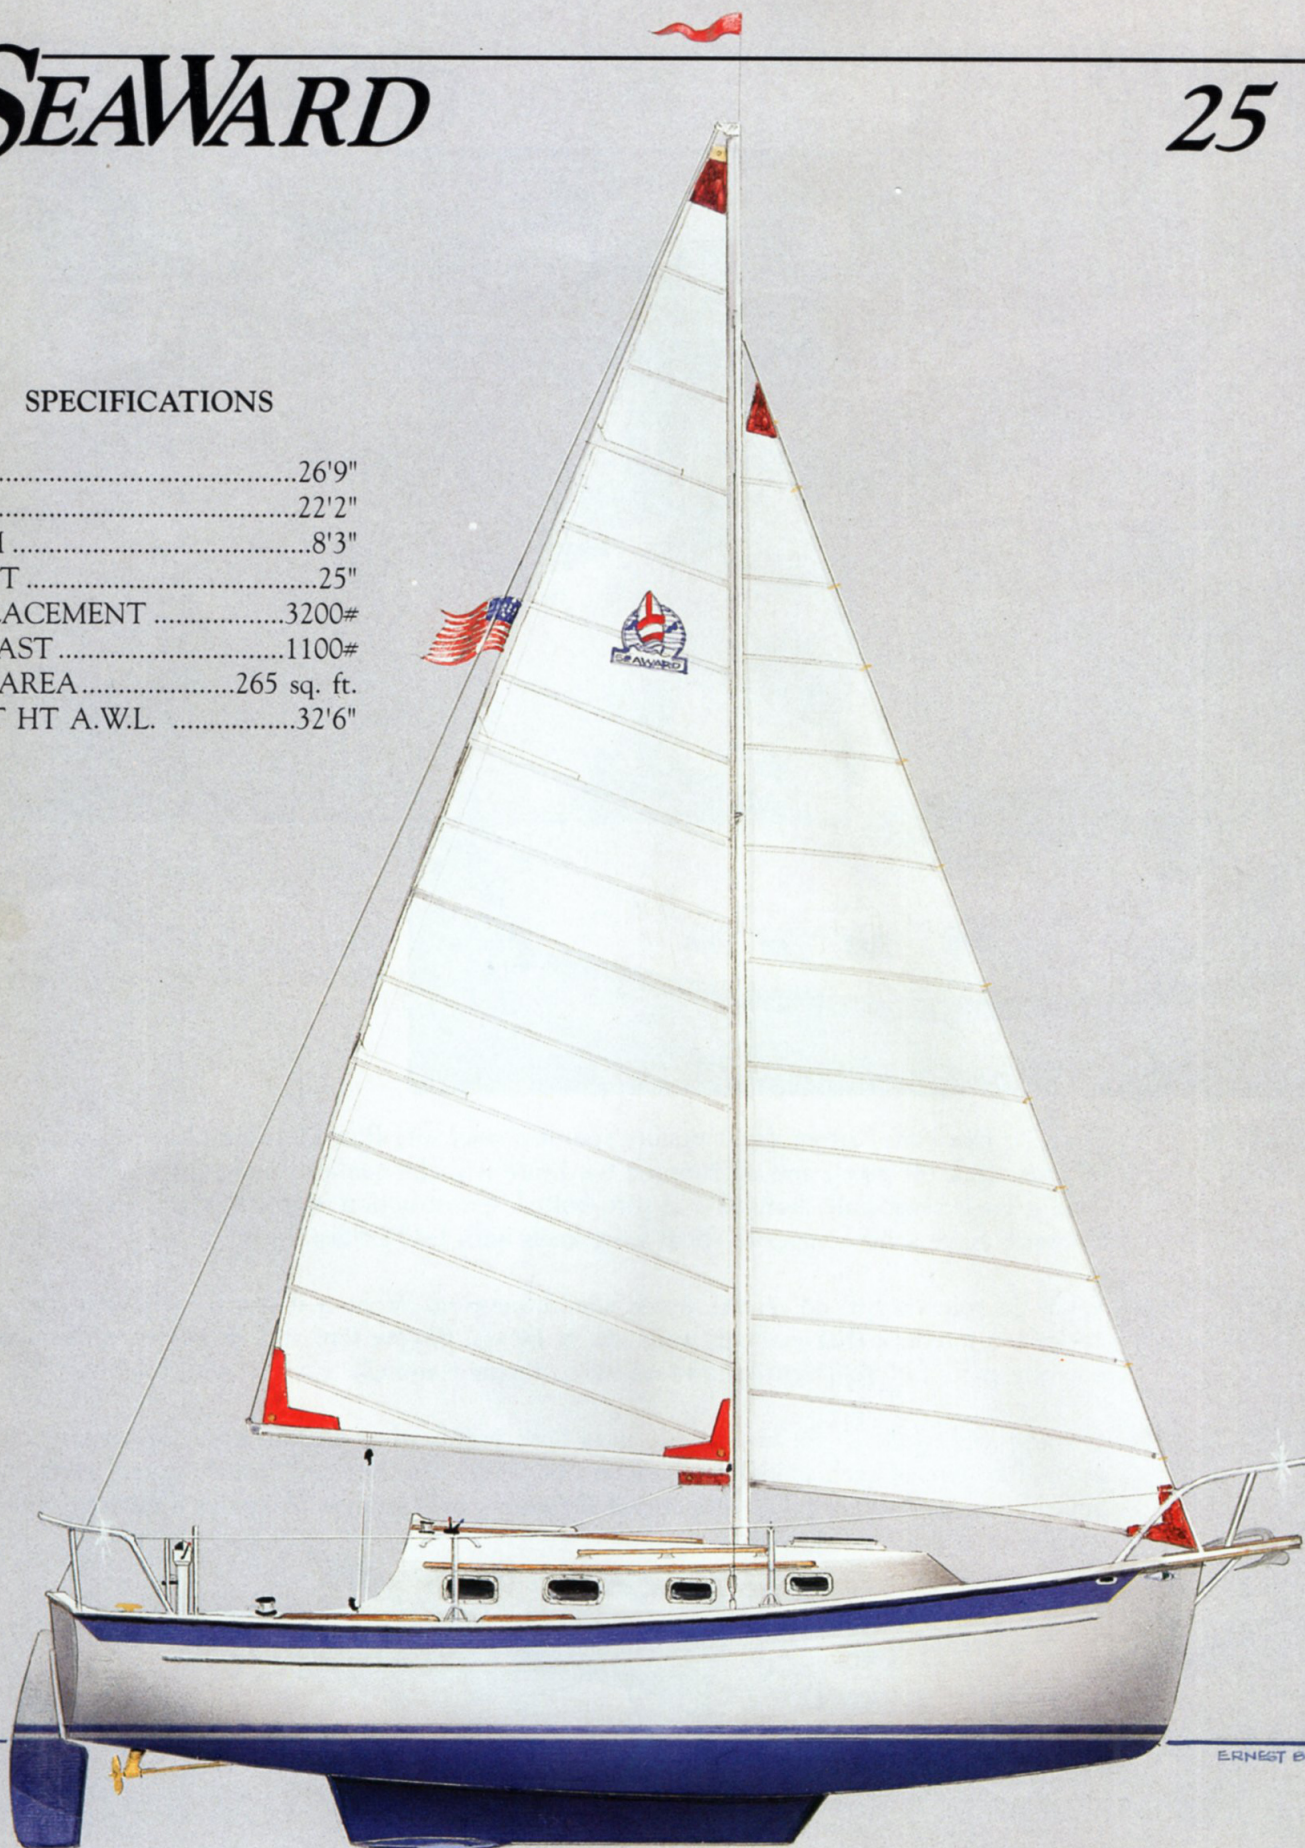 SEAWARD
25
SPECIFICATIONS
........................................26'9"
........................................22'2"
........................................8'3"
T ........................................25"
ACEMENT ..................3200#
AST ..............................1100#
AREA.....................265 sq. ft.
HT A.W.L. .................32'6"
SEAWARD
ERNEST